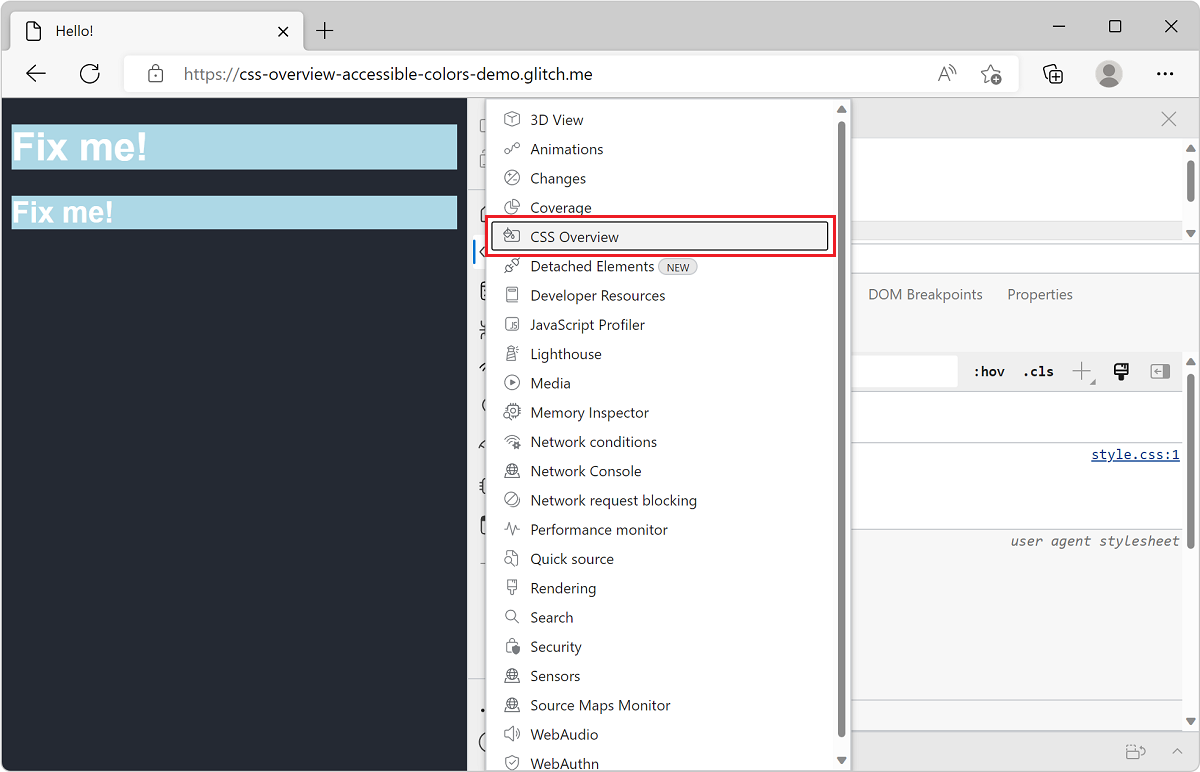 Hello!
https://css-overview-accessible-colors-demo.glitch.me
Fix me!
Fix me!
3D View
Animations
Changes
Coverage
CSS Overview
Detached Elements NEW
Developer Resources
JavaScript Profiler
Lighthouse
Media
Memory Inspector
Network conditions
Network Console
Network request blocking
Performance monitor
Quick source
Rendering
Search
Security
Sensors
Source Maps Monitor
WebAudio
WebAuthn
DOM Breakpoints Properties
:hov .cls
style.css:1
user agent stylesheet